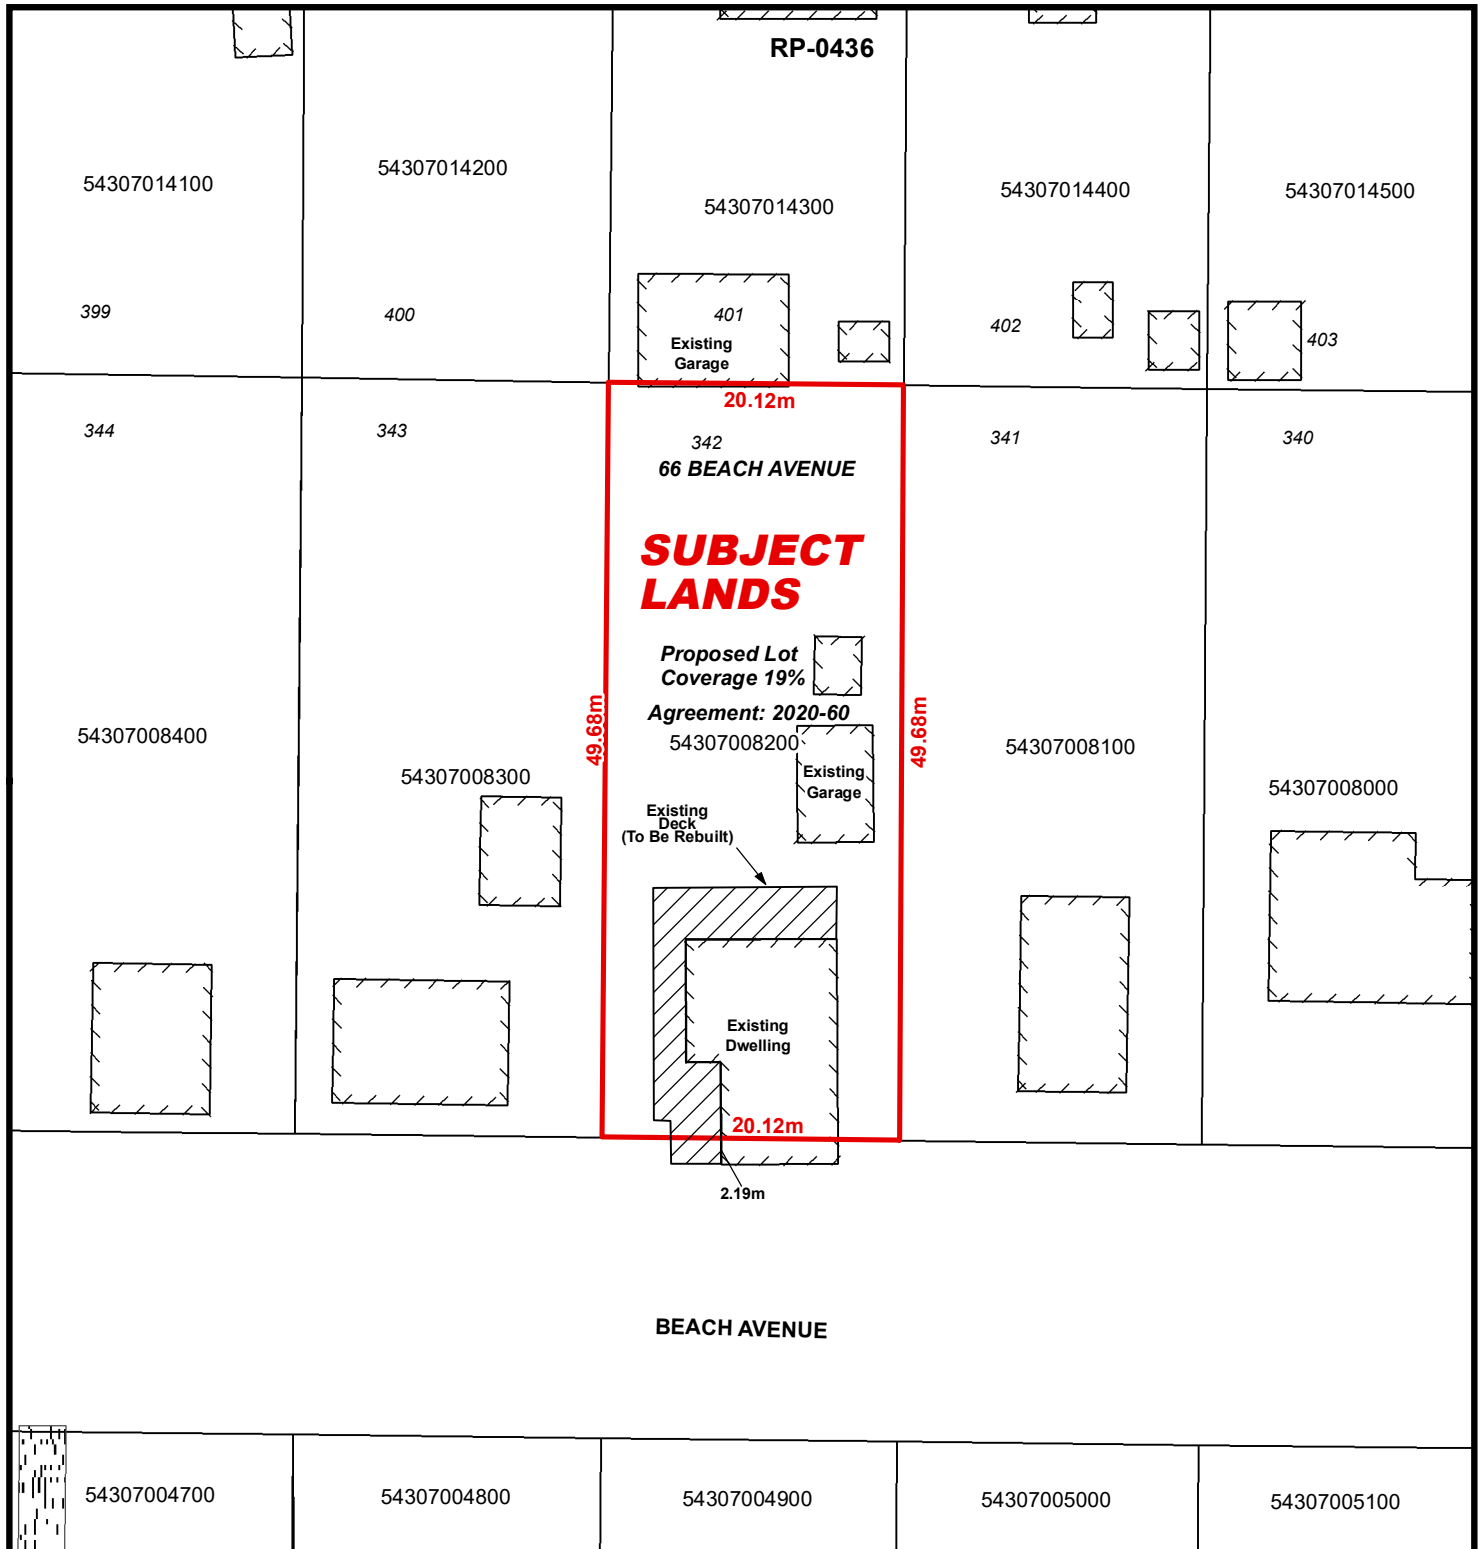 RP-0436
54307014100
54307014200
54307014300
54307014400
54307014500
399
400
401
402
403
Existing
Garage
20.12m
344
343
342
341
340
66 BEACH AVENUE
SUBJECT
LANDS
Proposed Lot
Coverage 19%
Agreement: 2020-60
49.68m
49.68m
54307008400
54307008300
54307008200
54307008100
54307008000
Existing
Garage
Existing
Deck
(To Be Rebuilt)
Existing
Dwelling
20.12m
2.19m
BEACH AVENUE
54307004700
54307004800
54307004900
54307005000
54307005100